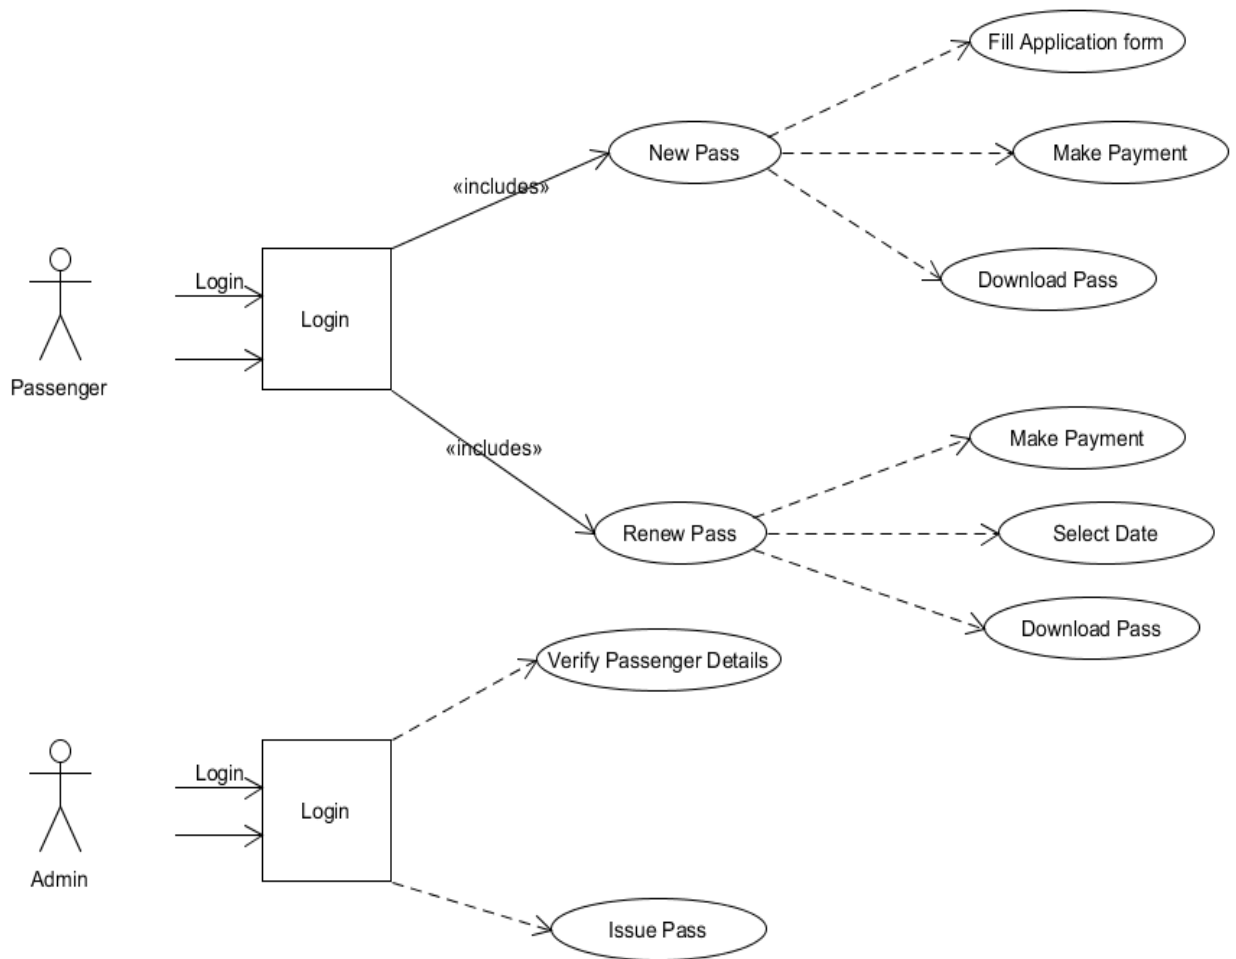 Fill Application form
New Pass
Make Payment
«includes»
Login
Download Pass
Login
Passenger
Make Payment
«includes»
Renew Pass
Select Date
Download Pass
Verify Passenger Details
Login
Login
Admin
Issue Pass